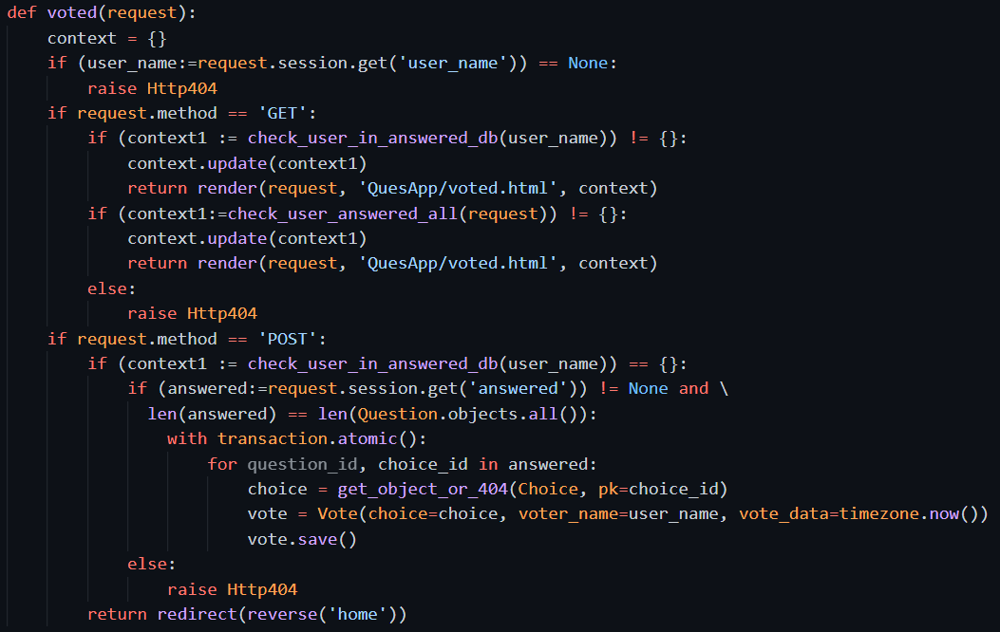 def voted(request):
    context = {}
    if (user_name:=request.session.get('user_name')) == None:
        raise Http404
    if request.method == 'GET':
        if (context1 := check_user_in_answered_db(user_name)) != {}:
            context.update(context1)
            return render(request, 'QuesApp/voted.html', context)
        if (context1:=check_user_answered_all(request)) != {}:
            context.update(context1)
            return render(request, 'QuesApp/voted.html', context)
        else:
            raise Http404
    if request.method == 'POST':
        if (context1 := check_user_in_answered_db(user_name)) == {}:
            if (answered:=request.session.get('answered')) != None and \
              len(answered) == len(Question.objects.all()):
                with transaction.atomic():
                    for question_id, choice_id in answered:
                        choice = get_object_or_404(Choice, pk=choice_id)
                        vote = Vote(choice=choice, voter_name=user_name, vote_data=timezone.now())
                        vote.save()
            else:
                raise Http404
        return redirect(reverse('home'))